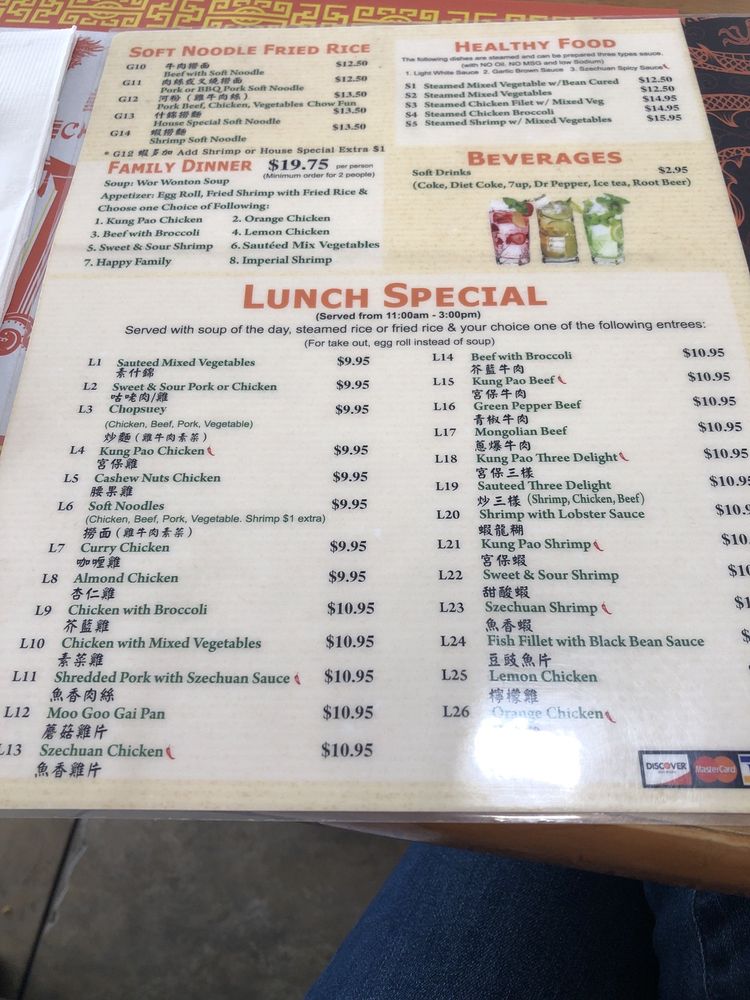 SOFT NOODLE FRIED RICE
G10 牛肉撈面 $12.50
Beef with Soft Noodle
G11 肉絲或叉燒撈面 $12.50
Pork or BBQ Pork Soft Noodle
G12 河粉 (雞牛肉絲) $13.50
Pork Beef, Chicken, Vegetables Chow Fun
G13 什錦撈面 $13.50
House Special Soft Noodle
G14 蝦撈麵 $13.50
Shrimp Soft Noodle
* G12 蝦多加 Add Shrimp or House Special Extra $1
FAMILY DINNER $19.75 per person
(Minimum order for 2 people)
Soup: Wor Wonton Soup
Appetizer: Egg Roll, Fried Shrimp with Fried Rice &
Choose one Choice of Following:
1. Kung Pao Chicken 2. Orange Chicken
3. Beef with Broccoli 4. Lemon Chicken
5. Sweet & Sour Shrimp 6. Sautéed Mix Vegetables
7. Happy Family 8. Imperial Shrimp
HEALTHY FOOD
The following dishes are steamed and can be prepared three types sauce.
(with NO Oil. NO MSG and low Sodium)
1. Light White Sauce 2. Garlic Brown Sauce 3. Szechuan Spicy Sauce
S1 Steamed Mixed Vegetable w/Bean Cured $12.50
S2 Steamed Mixed Vegetables $12.50
S3 Steamed Chicken Filet w/ Mixed Veg $14.95
S4 Steamed Chicken Broccoli $14.95
S5 Steamed Shrimp w/ Mixed Vegetables $15.95
BEVERAGES
Soft Drinks $2.95
(Coke, Diet Coke, 7up, Dr Pepper, Ice tea, Root Beer)
LUNCH SPECIAL
(Served from 11:00am - 3:00pm)
Served with soup of the day, steamed rice or fried rice & your choice one of the following entrees:
(For take out, egg roll instead of soup)
L1 Sauteed Mixed Vegetables $9.95
素什錦
L2 Sweet & Sour Pork or Chicken $9.95
咕咾肉/雞
L3 Chopsuey $9.95
(Chicken, Beef, Pork, Vegetable)
炒麵 (雞牛肉素菜)
L4 Kung Pao Chicken $9.95
宮保雞
L5 Cashew Nuts Chicken $9.95
腰果雞
L6 Soft Noodles $9.95
(Chicken, Beef, Pork, Vegetable. Shrimp $1 extra)
撈面 (雞牛肉素菜)
L7 Curry Chicken $9.95
咖喱雞
L8 Almond Chicken $9.95
杏仁雞
L9 Chicken with Broccoli $10.95
芥藍雞
L10 Chicken with Mixed Vegetables $10.95
素菜雞
L11 Shredded Pork with Szechuan Sauce $10.95
魚香肉絲
L12 Moo Goo Gai Pan $10.95
蘑菇雞片
L13 Szechuan Chicken $10.95
魚香雞片
L14 Beef with Broccoli $10.95
芥藍牛肉
L15 Kung Pao Beef $10.95
宮保牛肉
L16 Green Pepper Beef $10.95
青椒牛肉
L17 Mongolian Beef $10.95
蔥爆牛肉
L18 Kung Pao Three Delight $10.95
宮保三樣
L19 Sauteed Three Delight $10.95
炒三樣 (Shrimp, Chicken, Beef)
L20 Shrimp with Lobster Sauce $10.9
蝦龍糊
L21 Kung Pao Shrimp $10.
宮保蝦
L22 Sweet & Sour Shrimp $10
甜酸蝦
L23 Szechuan Shrimp $1
魚香蝦
L24 Fish Fillet with Black Bean Sauce $
豆豉魚片
L25 Lemon Chicken
檸檬雞
L26 Orange Chicken
DISCOVER MasterCard